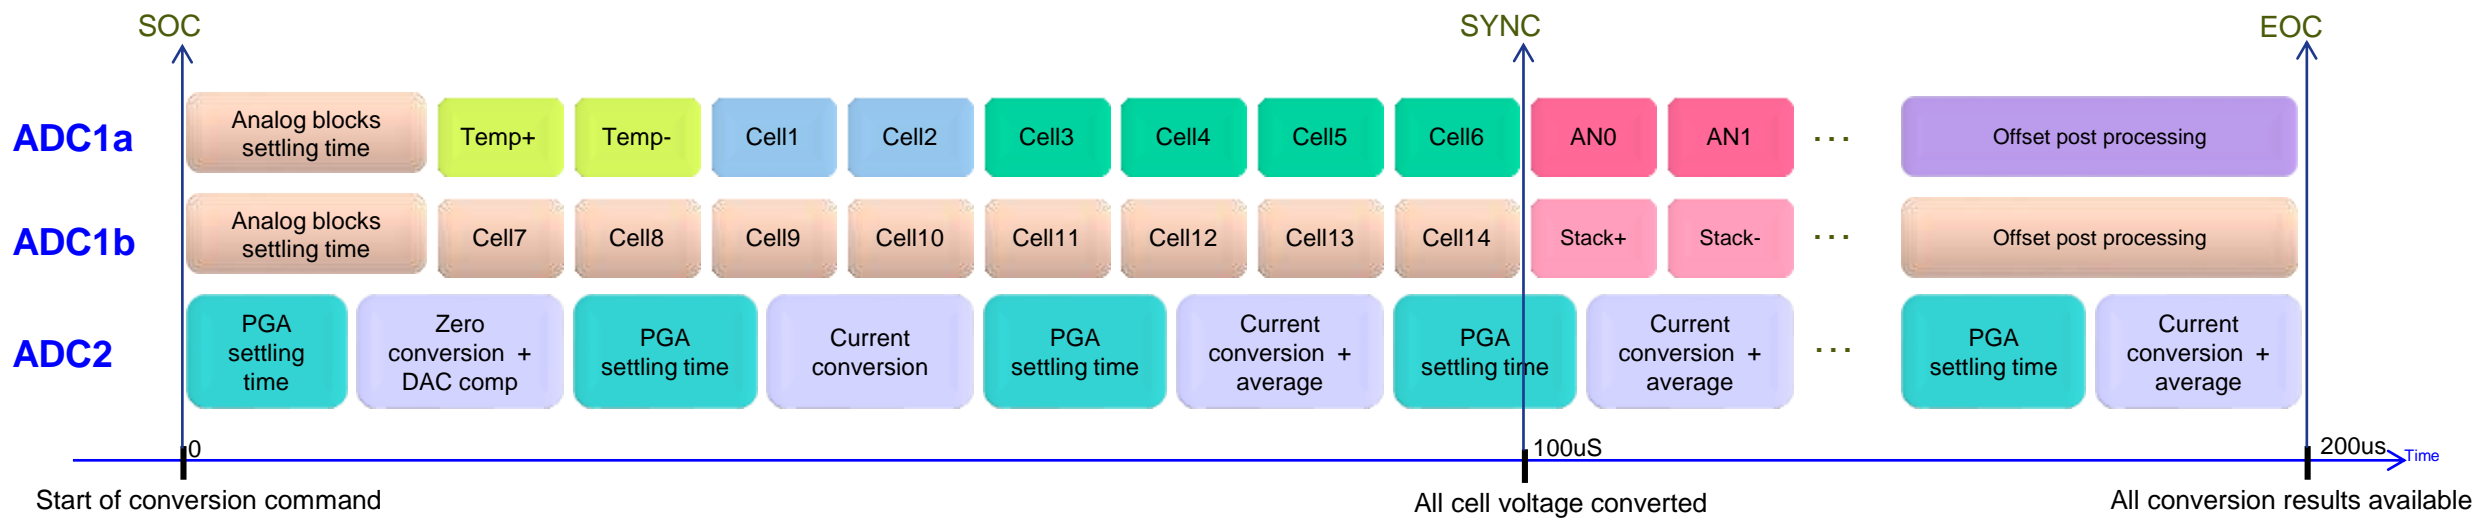 SOC
SYNC
EOC
ADC1a
Analog blocks
settling time
Temp+
Temp-
Cell1
Cell2
Cell3
Cell4
Cell5
Cell6
AN0
AN1
...
Offset post processing
ADC1b
Analog blocks
settling time
Cell7
Cell8
Cell9
Cell10
Cell11
Cell12
Cell13
Cell14
Stack+
Stack-
...
Offset post processing
ADC2
PGA
settling
time
Zero
conversion +
DAC comp
PGA
settling time
Current
conversion
PGA
settling time
Current
conversion +
average
PGA
settling time
Current
conversion +
average
...
PGA
settling time
Current
conversion +
average
0
100uS
200us
Time
Start of conversion command
All cell voltage converted
All conversion results available